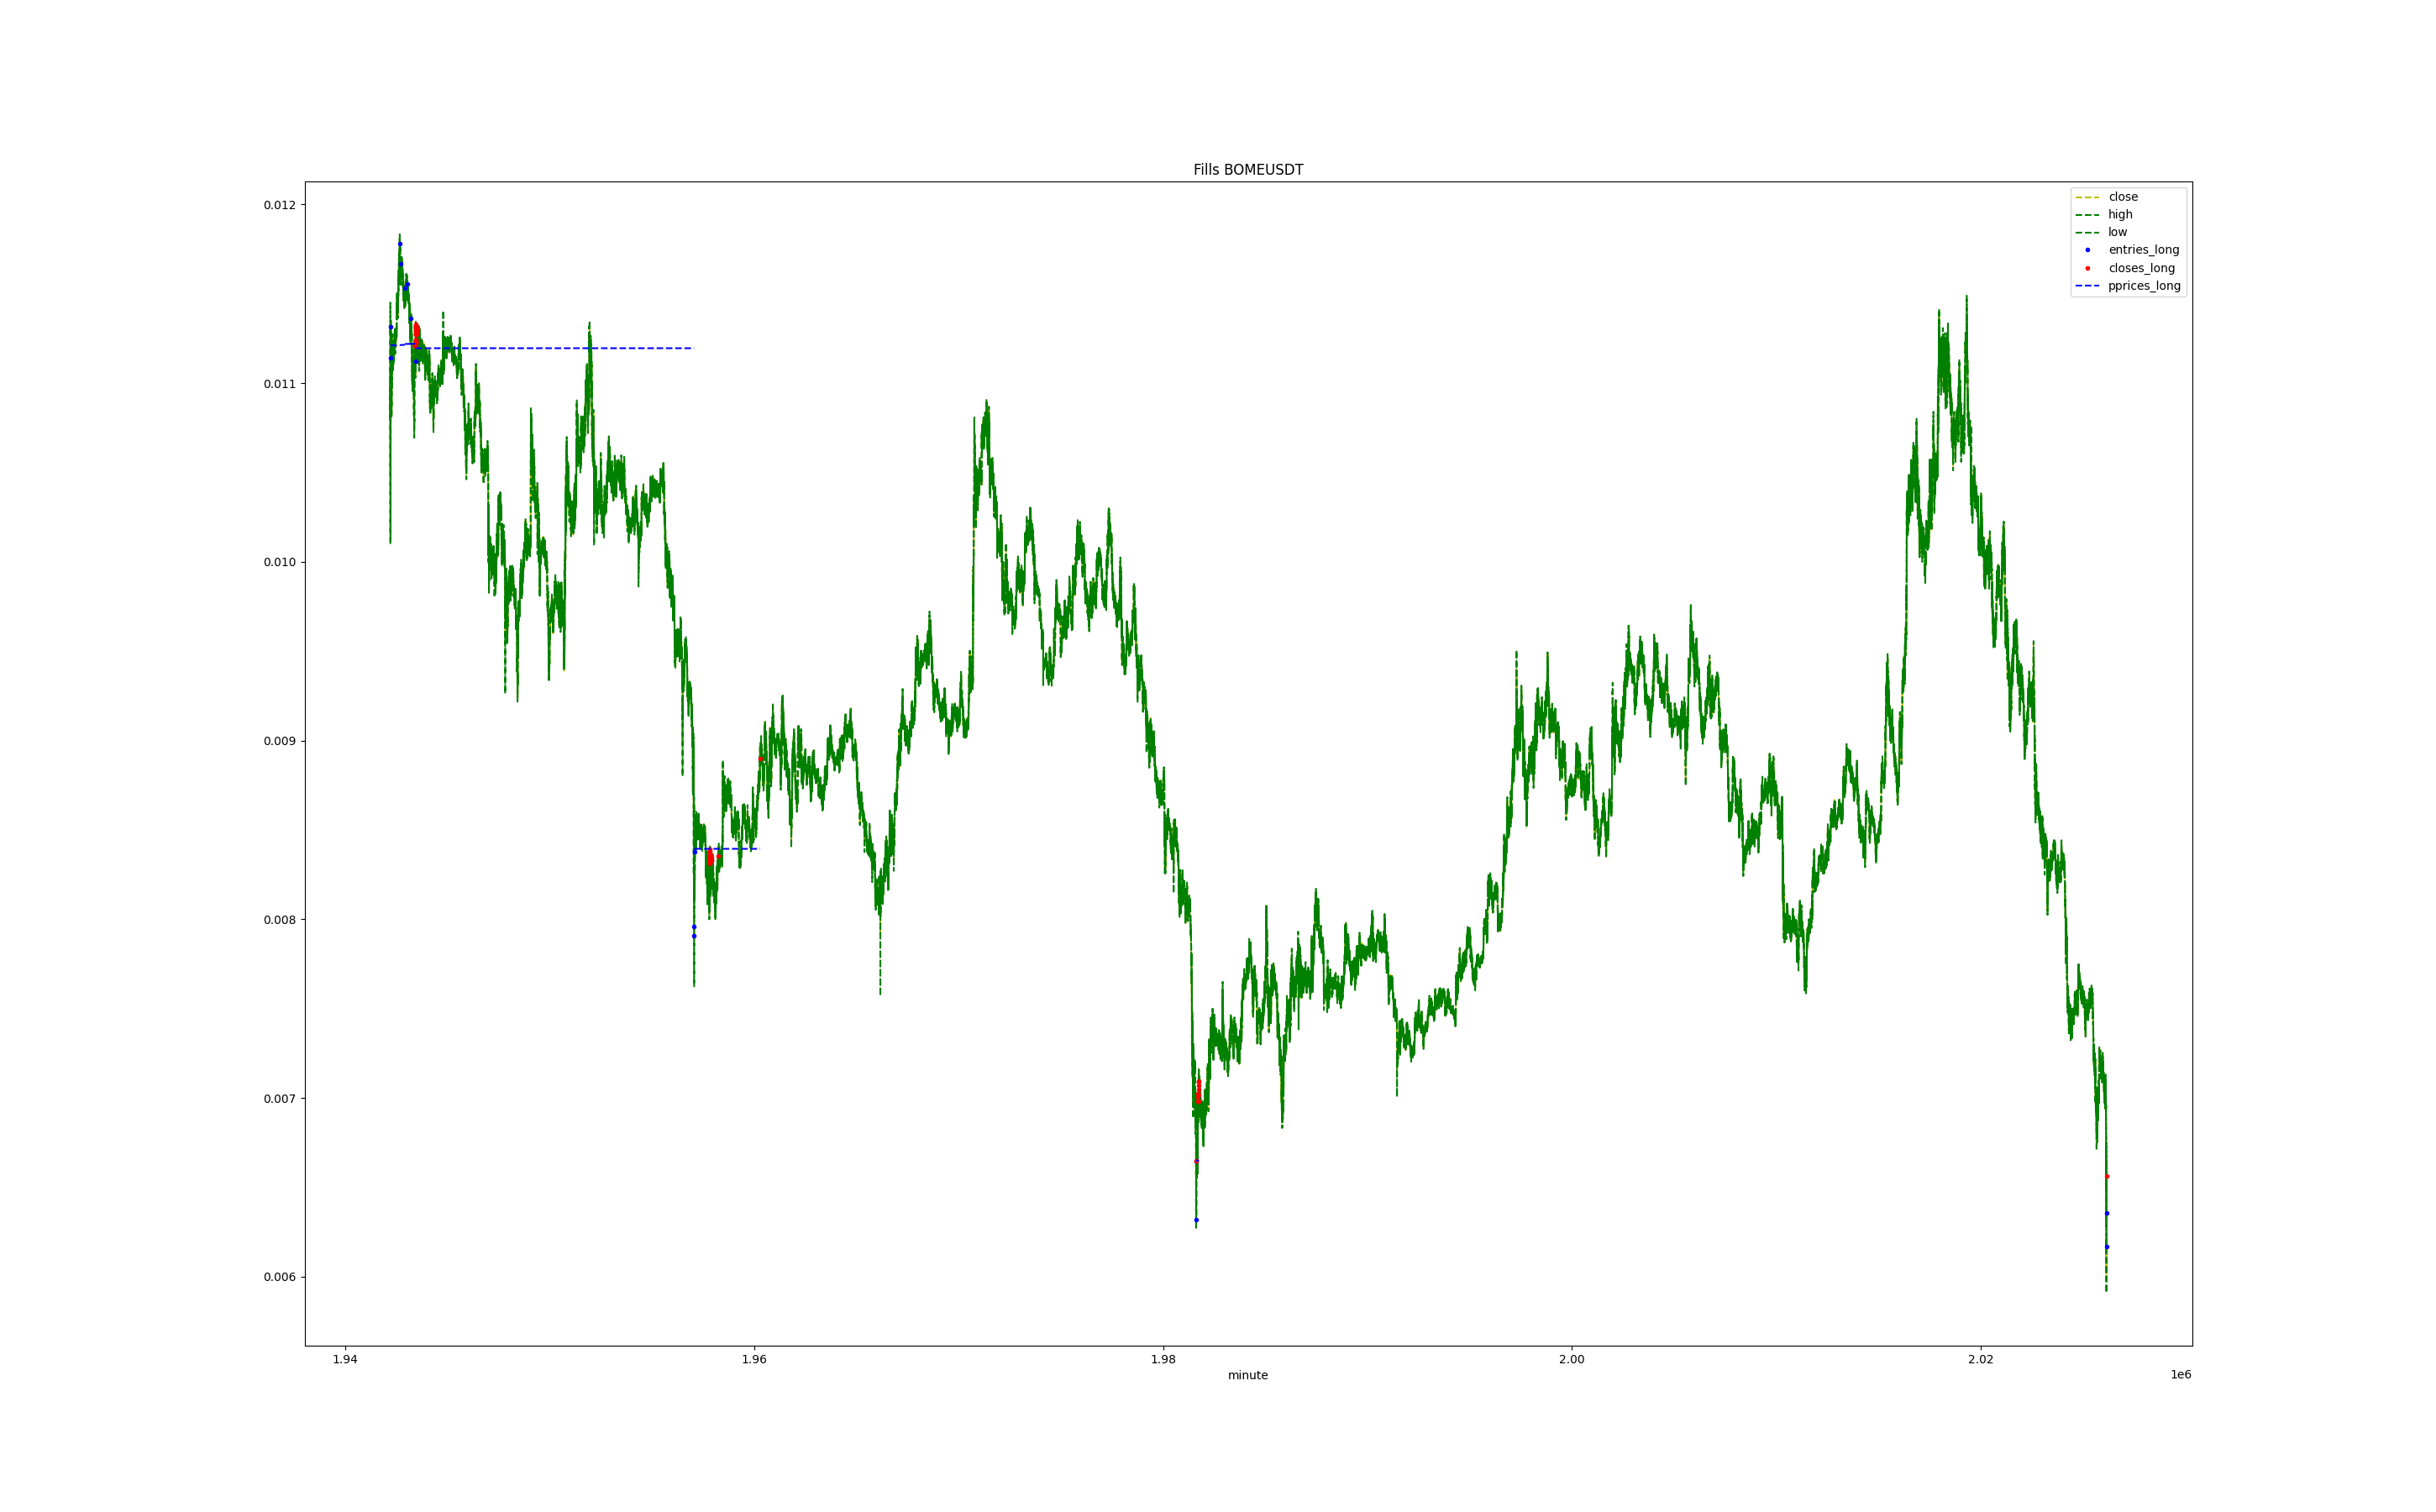 Fills BOMEUSDT
close
high
low
entries_long
closes_long
pprices_long
0.012
0.011
0.010
0.009
0.008
0.007
0.006
1.94 1.96 1.98 2.00 2.02
minute 1e6